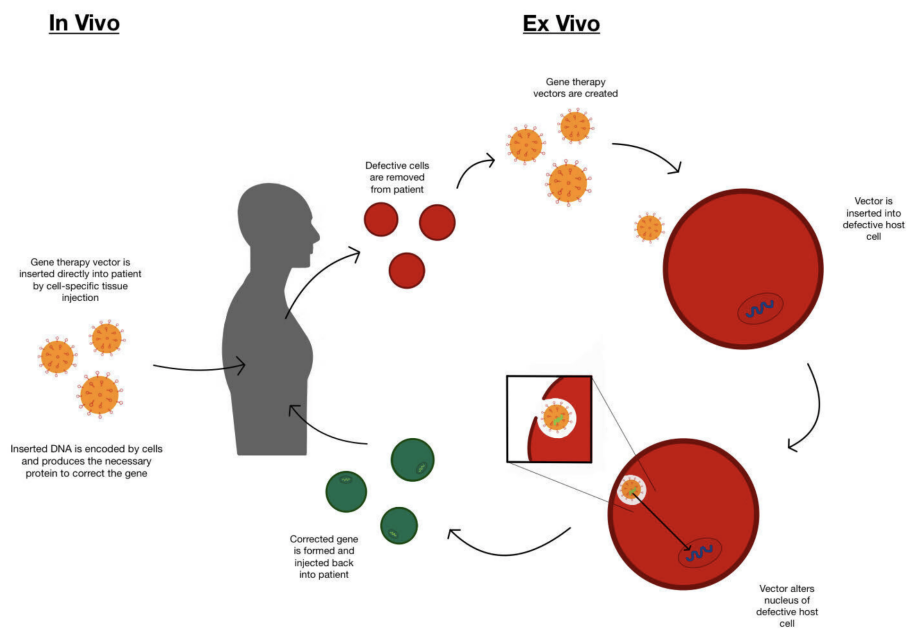 In Vivo
Ex Vivo
Gene therapy
vectors are created
Defective cells
are removed
from patient
Vector is
inserted into
defective host
cell
Gene therapy vector is
inserted directly into patient
by cell-specific tissue
injection
Inserted DNA is encoded by cells
and produces the necessary
protein to correct the gene
Corrected gene
is formed and
injected back
into patient
Vector alters
nucleus of
defective host
cell